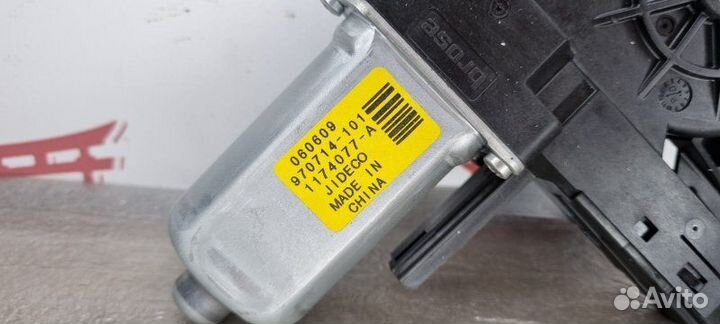 brose
060609
970714-101
1174077-A
JIDECO
MADE IN
CHINA
Avito